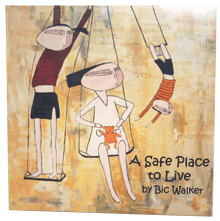 A Safe Place
to Live
by Bic Walker